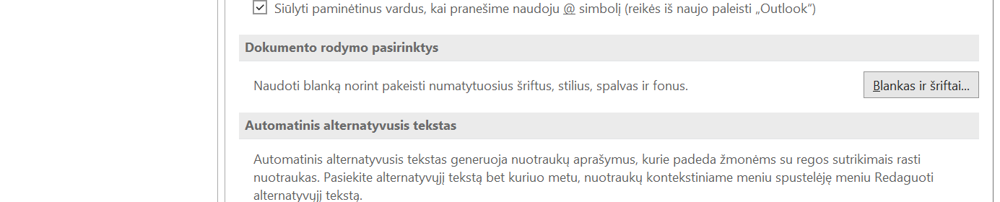 Siūlyti paminėtinus vardus, kai pranešime naudoju @ simbolį (reikės iš naujo paleisti „Outlook“)
Dokumento rodymo pasirinktys
Naudoti blanką norint pakeisti numatytuosius šriftus, stilius, spalvas ir fonus.
Blankas ir šriftai...
Automatinis alternatyvusis tekstas
Automatinis alternatyvusis tekstas generuoja nuotraukų aprašymus, kurie padeda žmonėms su regos sutrikimais rasti
nuotraukas. Pasiekite alternatyvųjį tekstą bet kuriuo metu, nuotraukų kontekstiniame meniu spustelėję meniu Redaguoti
alternatyvųjį tekstą.